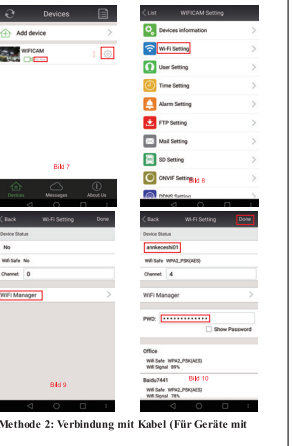 Devices
Add device
WIFICAM
Bild 7
Devices
Messages
About Us
< List
WIFICAM Setting
Devices information
Wi-Fi Setting
User Setting
Time Setting
Alarm Setting
FTP Setting
Mail Setting
SD Setting
ONVIF Setting
Bild 8
DDNS Setting
< Back
Wi-Fi Setting
Done
Device Status
No
Wifi Safe No
Channel 0
WiFi Manager
Bild 9
< Back
Wi-Fi Setting
Done
Device Status
annkeceshi01
Wifi Safe WPA2_PSK(AES)
Channel 4
WiFi Manager
PWD: •••••••••••••
Show Password
Office
Wifi Safe WPA2_PSK(AES)
Wifi Signal 89%
Baidu7441
Bild 10
Wifi Safe WPA2_PSK(AES)
Wifi Signal 78%
Methode 2: Verbindung mit Kabel (Für Geräte mit